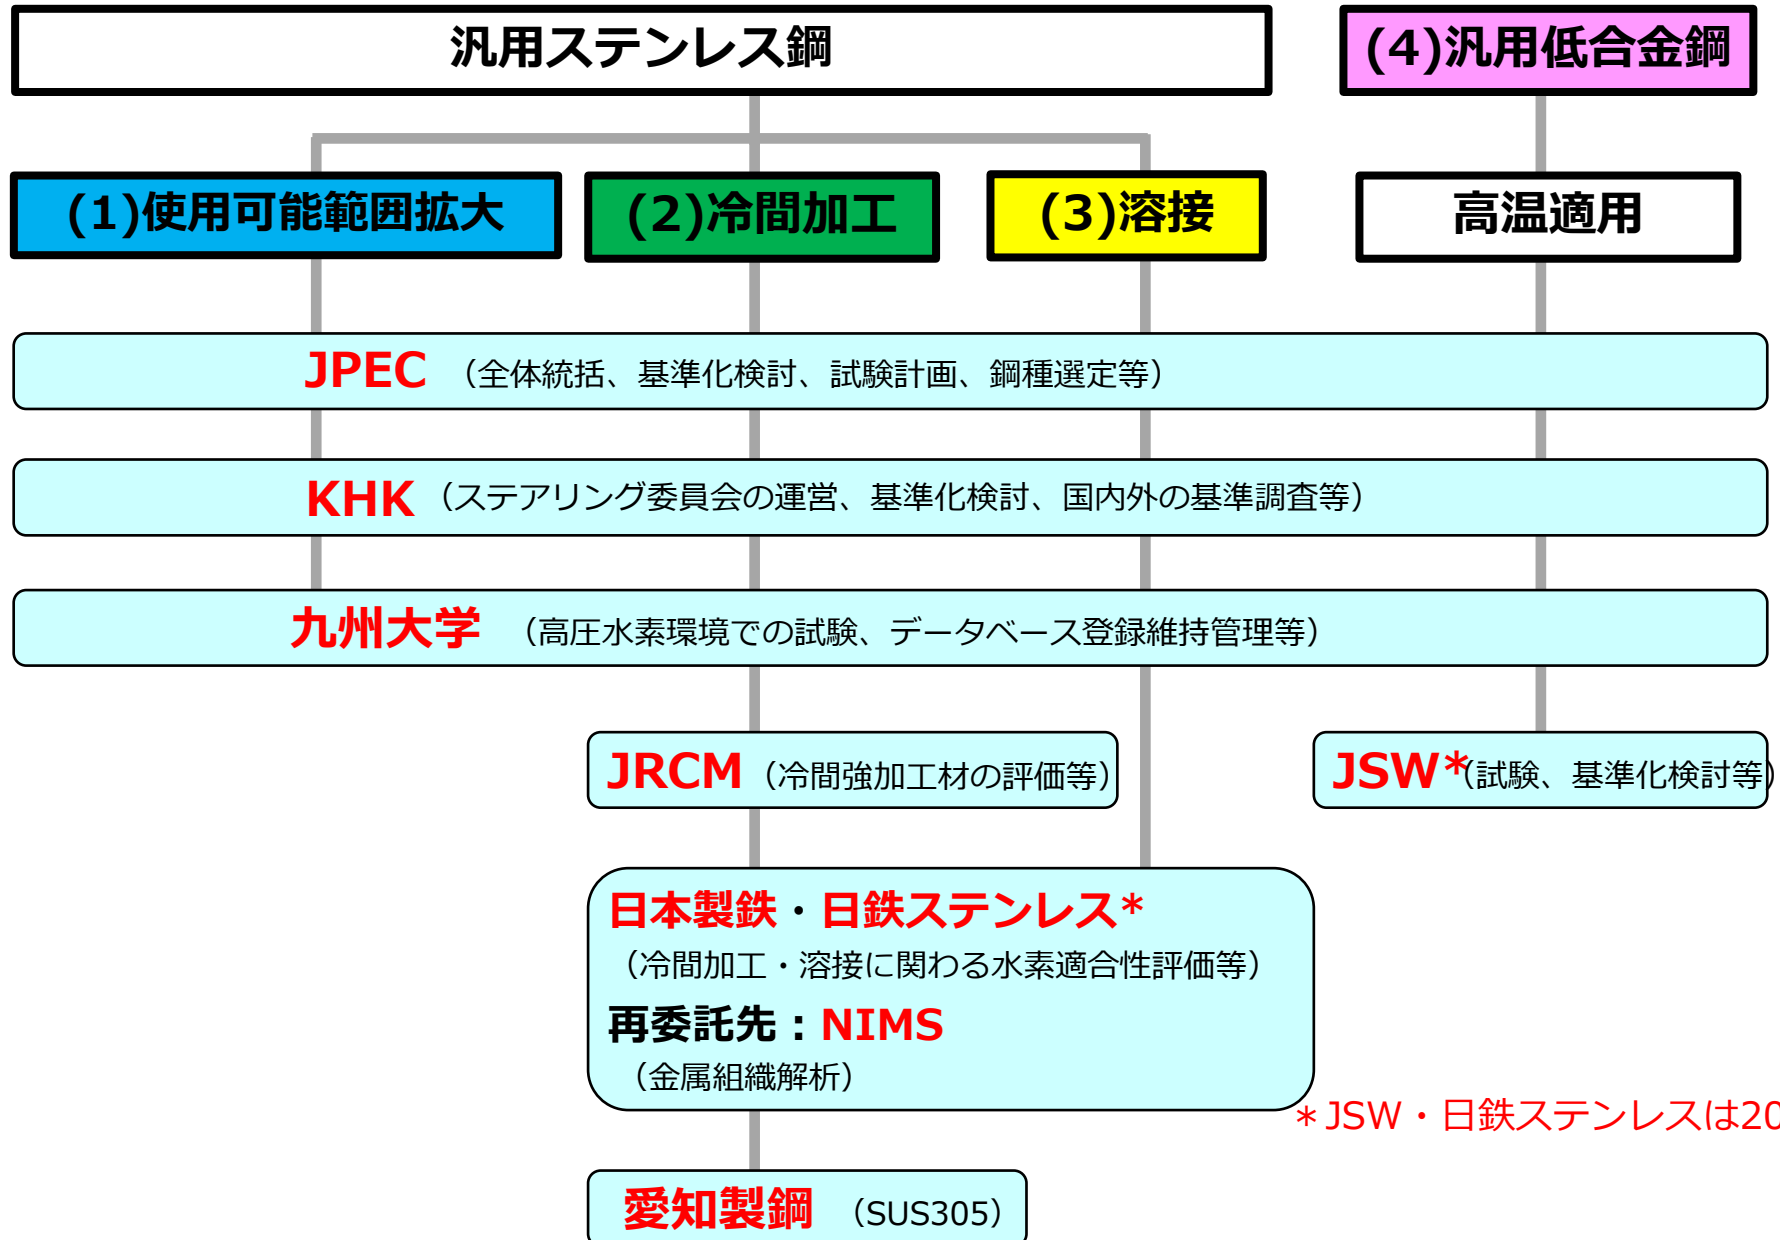 汎用ステンレス鋼
(4)汎用低合金鋼
(1)使用可能範囲拡大
(2)冷間加工
(3)溶接
高温適用
JPEC （全体統括、基準化検討、試験計画、鋼種選定等）
KHK （ステアリング委員会の運営、基準化検討、国内外の基準調査等）
九州大学 （高圧水素環境での試験、データベース登録維持管理等）
JRCM （冷間強加工材の評価等）
JSW* （試験、基準化検討等）
日本製鉄・日鉄ステンレス*
（冷間加工・溶接に関わる水素適合性評価等）
再委託先：NIMS
（金属組織解析）
＊JSW・日鉄ステンレスは20
愛知製鋼 （SUS305）